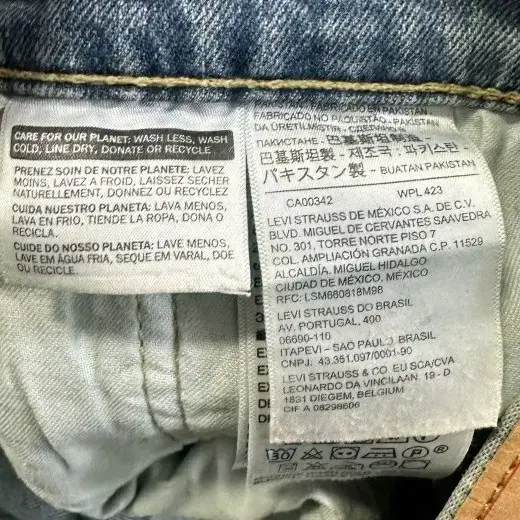 CARE FOR OUR PLANET: WASH LESS, WASH
COLD, LINE DRY, DONATE OR RECYCLE
PRENEZ SOIN DE NOTRE PLANETE: LAVEZ
MOINS, LAVEZ A FROID, LAISSEZ SECHER
NATURELLEMENT, DONNEZ OU RECYCLEZ
CUIDA NUESTRO PLANETA: LAVA MENOS,
LAVA EN FRIO, TIENDE LA ROPA, DONA O
RECICLA.
CUIDE DO NOSSO PLANETA: LAVE MENOS,
LAVE EM ÁGUA FRIA, SEQUE EM VARAL, DOE
OU RECICLE.
FABRICADO NO PAQUISTÃO
巴基斯坦製 - 제조국: 파키스탄 -
パキスタン製 - BUATAN PAKISTAN
CA00342 WPL 423
LEVI STRAUSS DE MÉXICO S.A. DE C.V.
BLVD. MIGUEL DE CERVANTES SAAVEDRA
NO. 301, TORRE NORTE PISO 7
COL. AMPLIACIÓN GRANADA C.P. 11529
ALCALDÍA. MIGUEL HIDALGO
CIUDAD DE MÉXICO, MÉXICO
RFC: LSM660818M98
LEVI STRAUSS DO BRASIL
AV. PORTUGAL, 400
06690-110
ITAPEVI – SAO PAULO BRASIL
CNPJ. 43.351.097/0001-90
LEVI STRAUSS & CO. EU SCA/CVA
LEONARDO DA VINCILAAN. 19 - D
1831 DIEGEM, BELGIUM
CIF A 08298606